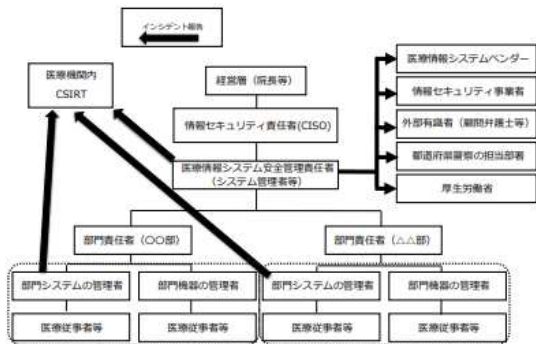 インシデント報告
医療機関内
CSIRT
経営層（院長等）
情報セキュリティ責任者(CISO)
医療情報システム安全管理責任者
（システム管理者等）
医療情報システムベンダー
情報セキュリティ事業者
外部有識者（顧問弁護士等）
都道府県警察の担当部署
厚生労働省
部門責任者（〇〇部）
部門責任者（△△部）
部門システムの管理者
部門機器の管理者
部門システムの管理者
部門機器の管理者
医療従事者等
医療従事者等
医療従事者等
医療従事者等